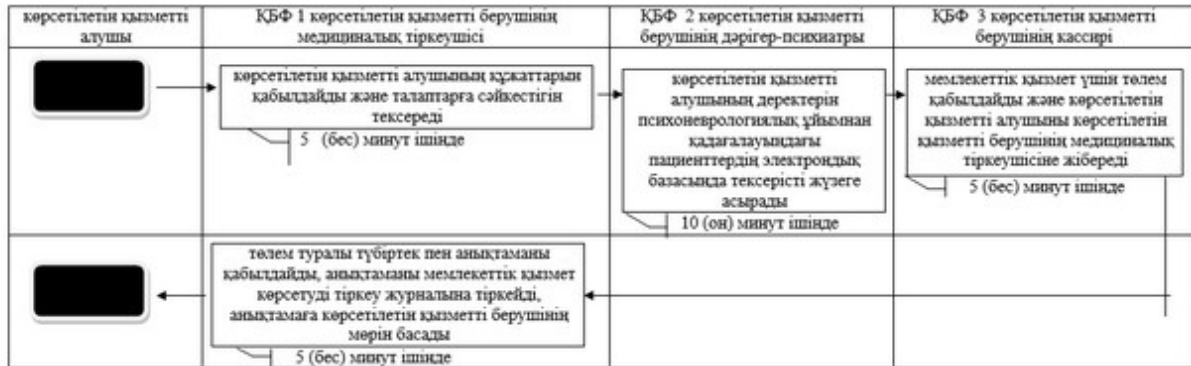 көрсетілетін қызметті
алушы
ҚБФ 1 көрсетілетін қызметті берушінің
медициналық тіркеушісі
ҚБФ 2 көрсетілетін қызметті
берушінің дәрігер-психиатры
ҚБФ 3 көрсетілетін қызметті
берушінің кассирі
көрсетілетін қызметті алушының құжаттарын
қабылдайды және талаптарға сәйкестігін
тексереді
5 (бес) минут ішінде
көрсетілетін қызметті
алушының деректерін
психоневрологиялық ұйымнан
қадағалауындағы
пациенттердің электрондық
базасында тексерісті жүзеге
асырады
10 (он) минут ішінде
мемлекеттік қызмет үшін төлем
қабылдайды және көрсетілетін
қызметті алушыны көрсетілетін
қызметті берушінің медициналық
тіркеушісіне жібереді
5 (бес) минут ішінде
төлем туралы түбіртек пен анықтаманы
қабылдайды, анықтаманы мемлекеттік қызмет
көрсетуді тіркеу журналына тіркейді,
анықтамаға көрсетілетін қызметті берушінің
мөрін басады
5 (бес) минут ішінде